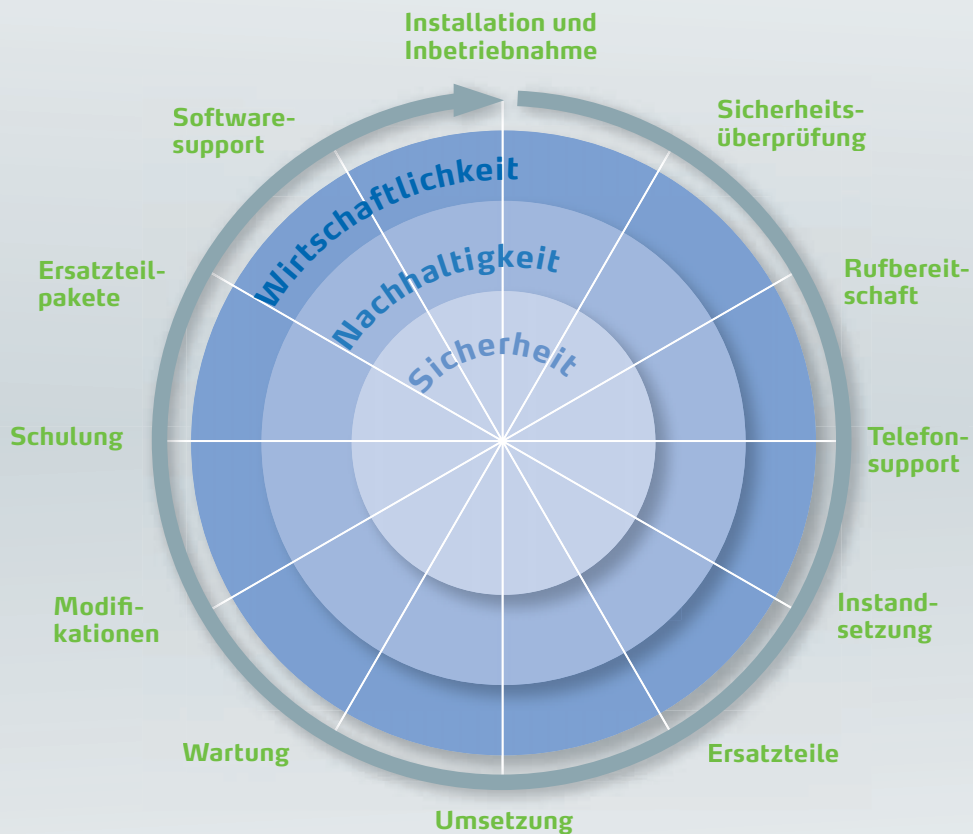 Installation und
Inbetriebnahme
Sicherheits-
überprüfung
Rufbereit-
schaft
Telefon-
support
Instand-
setzung
Ersatzteile
Umsetzung
Wartung
Modifi-
kationen
Schulung
Ersatzteil-
pakete
Software-
support
Wirtschaftlichkeit
Nachhaltigkeit
Sicherheit